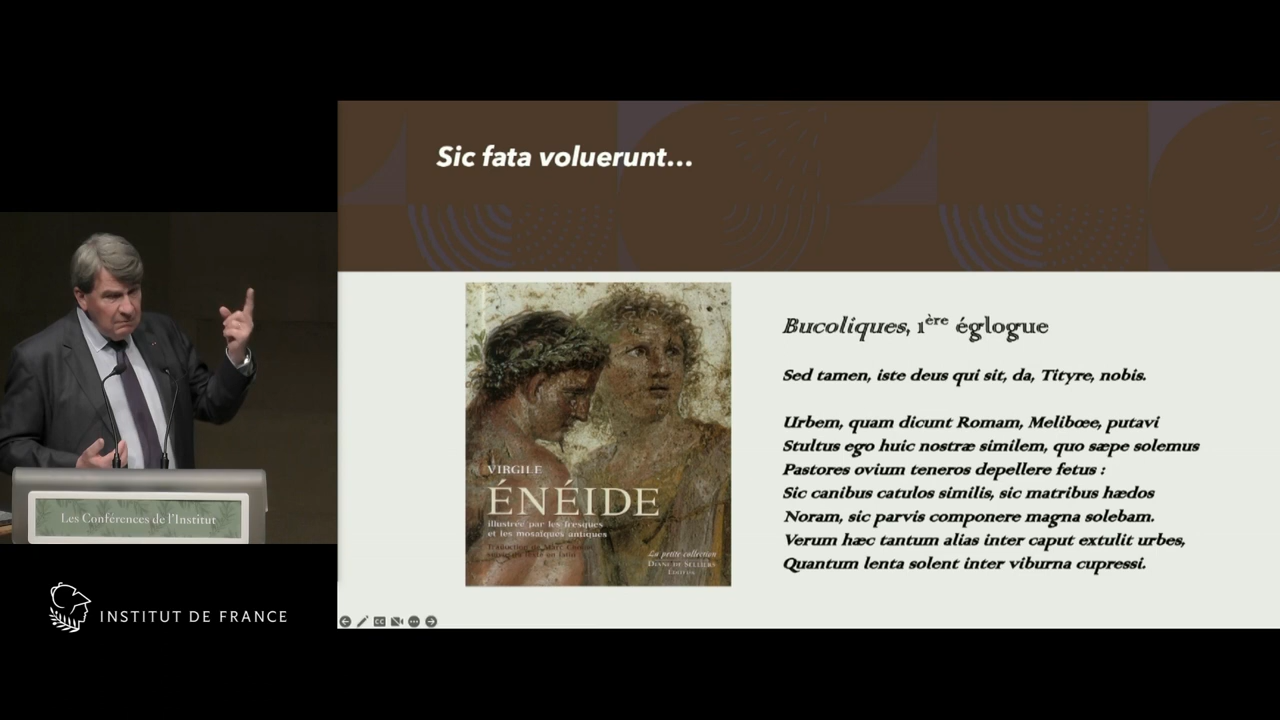 Sic fata voluerunt...
VIRGILE
ÉNÉIDE
illustrée par les fresques
et les mosaïques antiques
La petite collection
DIANE DE SELLIERS
ÉDITEUR
Bucoliques, 1ère églogue
Sed tamen, iste deus qui sit, da, Tityre, nobis.
Urbem, quam dicunt Romam, Melibœe, putavi
Stultus ego huic nostræ similem, quo sæpe solemus
Pastores ovium teneros depellere fetus :
Sic canibus catulos similis, sic matribus hædos
Noram, sic parvis componere magna solebam.
Verum hæc tantum alias inter caput extulit urbes,
Quantum lenta solent inter viburna cupressi.
Les Conférences de l'Institut
INSTITUT DE FRANCE
CC